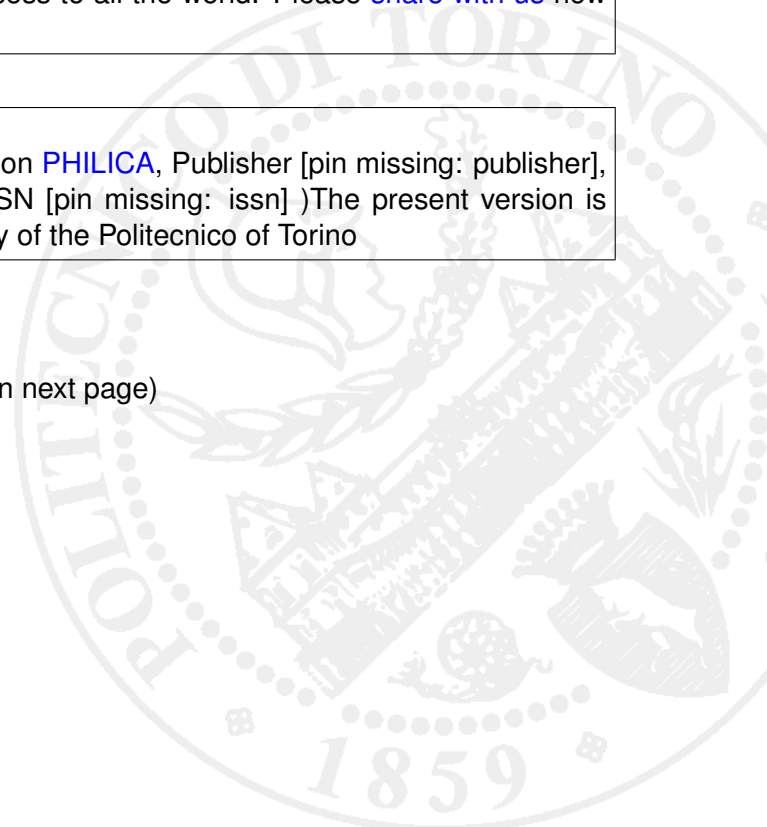 cess to all the world. Please share with us how
on PHILICA, Publisher [pin missing: publisher],
SN [pin missing: issn] )The present version is
y of the Politecnico of Torino
n next page)
POLITECNICO DI TORINO
1859